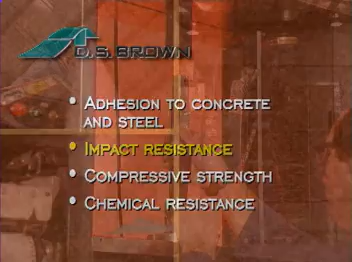 D.S. BROWN
• ADHESION TO CONCRETE
AND STEEL
• IMPACT RESISTANCE
• COMPRESSIVE STRENGTH
• CHEMICAL RESISTANCE